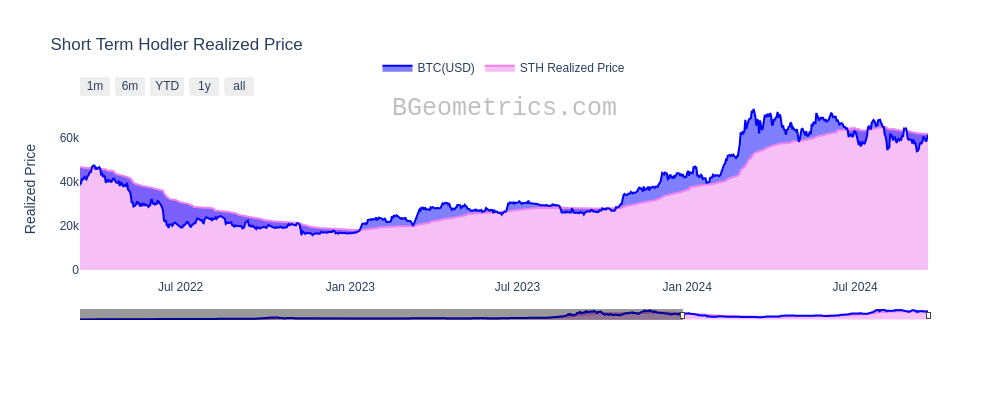 Short Term Hodler Realized Price
BTC(USD) STH Realized Price
1m 6m YTD 1y all
BGeometrics.com
Realized Price
60k
40k
20k
0
Jul 2022 Jan 2023 Jul 2023 Jan 2024 Jul 2024